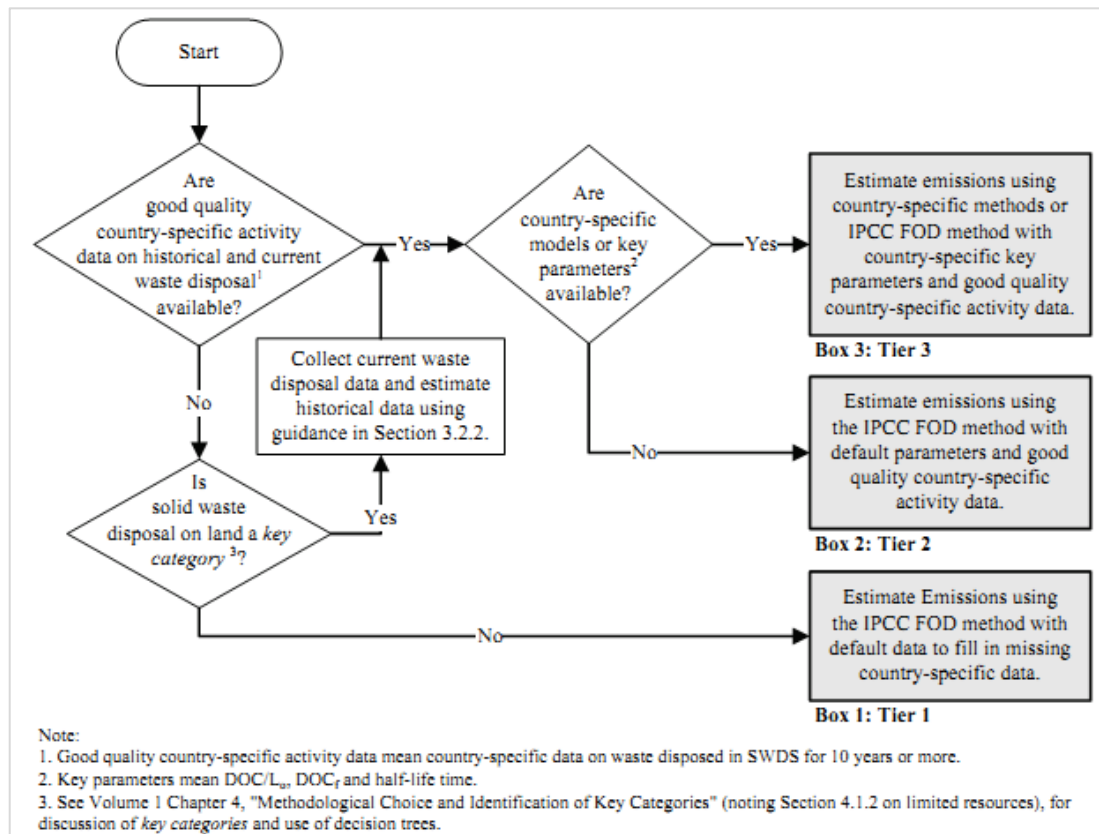 Start
Are
good quality
country-specific activity
data on historical and current
waste disposal¹
available?
Yes
Are
country-specific
models or key
parameters²
available?
Yes
Estimate emissions using
country-specific methods or
IPCC FOD method with
country-specific key
parameters and good quality
country-specific activity data.
Box 3: Tier 3
No
Collect current waste
disposal data and estimate
historical data using
guidance in Section 3.2.2.
No
Estimate emissions using
the IPCC FOD method with
default parameters and good
quality country-specific
activity data.
Box 2: Tier 2
Is
solid waste
disposal on land a key
category ³?
Yes
No
Estimate Emissions using
the IPCC FOD method with
default data to fill in missing
country-specific data.
Box 1: Tier 1
Note:
1. Good quality country-specific activity data mean country-specific data on waste disposed in SWDS for 10 years or more.
2. Key parameters mean DOC/Lₒ, DOCf and half-life time.
3. See Volume 1 Chapter 4, "Methodological Choice and Identification of Key Categories" (noting Section 4.1.2 on limited resources), for
discussion of key categories and use of decision trees.